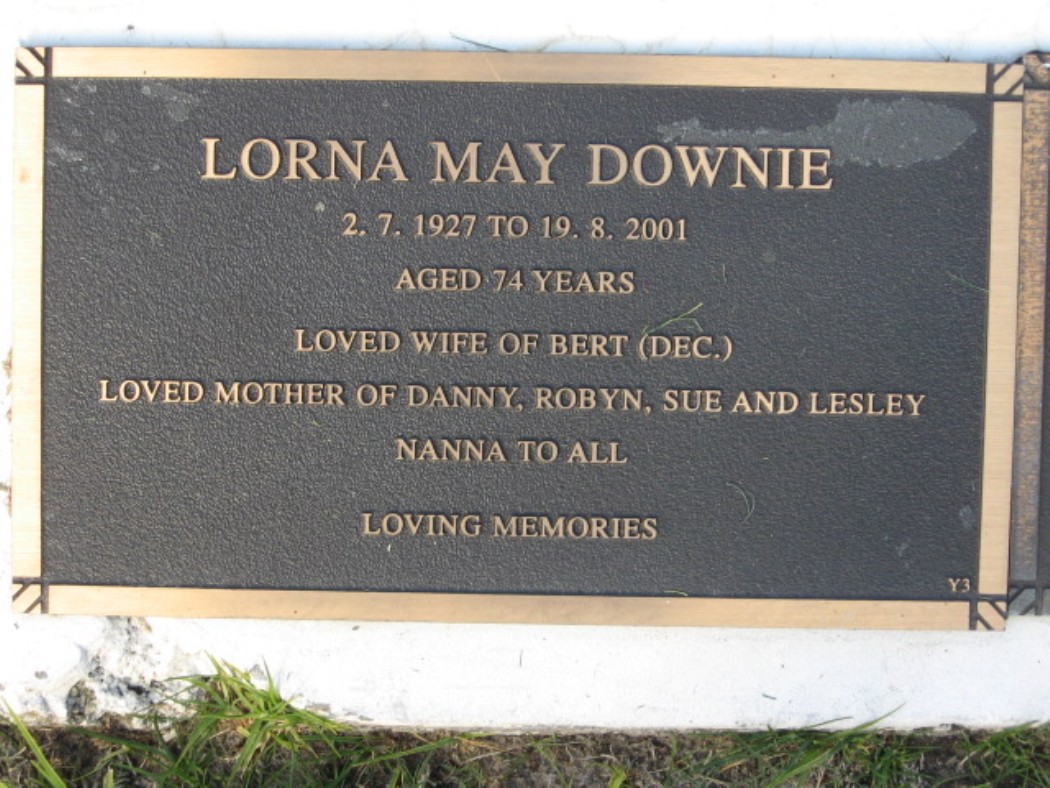 LORNA MAY DOWNIE
2. 7. 1927 TO 19. 8. 2001
AGED 74 YEARS
LOVED WIFE OF BERT (DEC.)
LOVED MOTHER OF DANNY, ROBYN, SUE AND LESLEY
NANNA TO ALL
LOVING MEMORIES
Y3